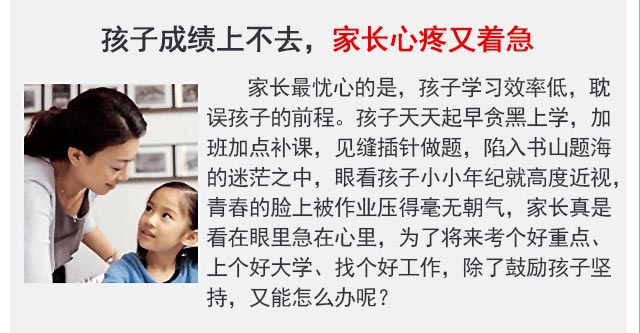 孩子成绩上不去，家长心疼又着急
家长最忧心的是，孩子学习效率低，耽
误孩子的前程。孩子天天起早贪黑上学，加
班加点补课，见缝插针做题，陷入书山题海
的迷茫之中，眼看孩子小小年纪就高度近视，
青春的脸上被作业压得毫无朝气，家长真是
看在眼里急在心里，为了将来考个好重点、
上个好大学、找个好工作，除了鼓励孩子坚
持，又能怎么办呢？